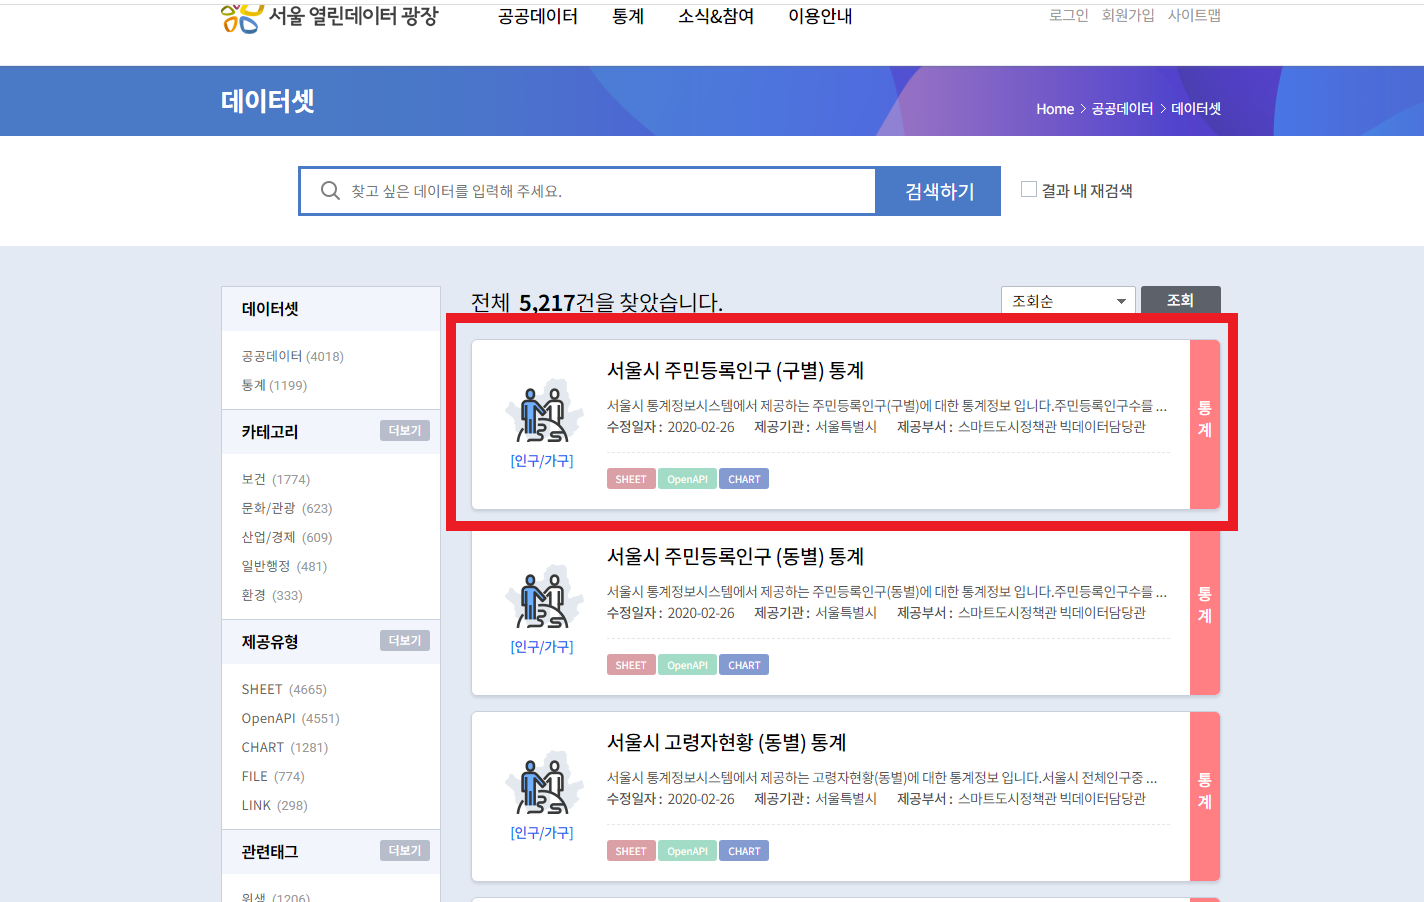 서울 열린데이터 광장
공공데이터 통계 소식&참여 이용안내
로그인 회원가입 사이트맵
데이터셋
Home > 공공데이터 > 데이터셋
찾고 싶은 데이터를 입력해 주세요.
검색하기
결과 내 재검색
데이터셋
공공데이터 (4018)
통계 (1199)
카테고리 더보기
보건 (1774)
문화/관광 (623)
산업/경제 (609)
일반행정 (481)
환경 (333)
제공유형 더보기
SHEET (4665)
OpenAPI (4551)
CHART (1281)
FILE (774)
LINK (298)
관련태그 더보기
위생 (1206)
전체 5,217건을 찾았습니다.
조회순
조회
서울시 주민등록인구 (구별) 통계
서울시 통계정보시스템에서 제공하는 주민등록인구(구별)에 대한 통계정보 입니다.주민등록인구수를 ...
수정일자 : 2020-02-26 제공기관 : 서울특별시 제공부서 : 스마트도시정책관 빅데이터담당관
[인구/가구]
SHEET OpenAPI CHART
통
계
서울시 주민등록인구 (동별) 통계
서울시 통계정보시스템에서 제공하는 주민등록인구(동별)에 대한 통계정보 입니다.주민등록인구수를 ...
수정일자 : 2020-02-26 제공기관 : 서울특별시 제공부서 : 스마트도시정책관 빅데이터담당관
[인구/가구]
SHEET OpenAPI CHART
통
계
서울시 고령자현황 (동별) 통계
서울시 통계정보시스템에서 제공하는 고령자현황(동별)에 대한 통계정보 입니다.서울시 전체인구중 ...
수정일자 : 2020-02-26 제공기관 : 서울특별시 제공부서 : 스마트도시정책관 빅데이터담당관
[인구/가구]
SHEET OpenAPI CHART
통
계